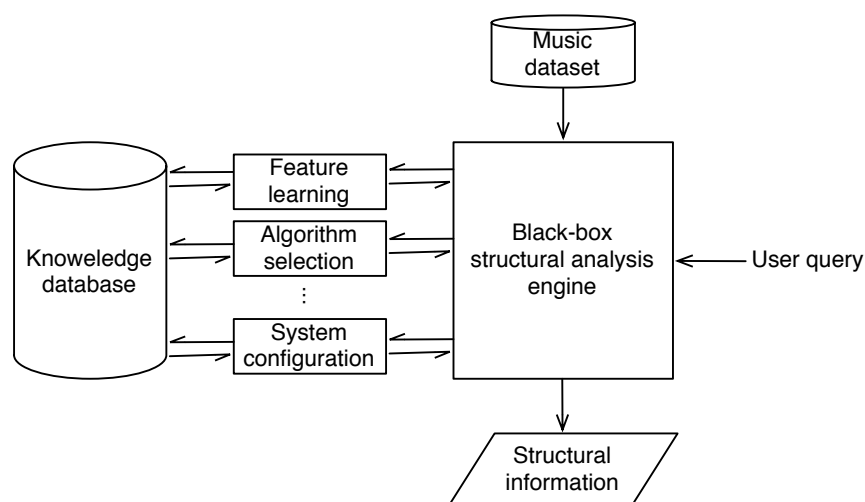 Music
dataset
Feature
learning
Algorithm
selection
⋮
System
configuration
Knoweledge
database
Black-box
structural analysis
engine
User query
Structural
information